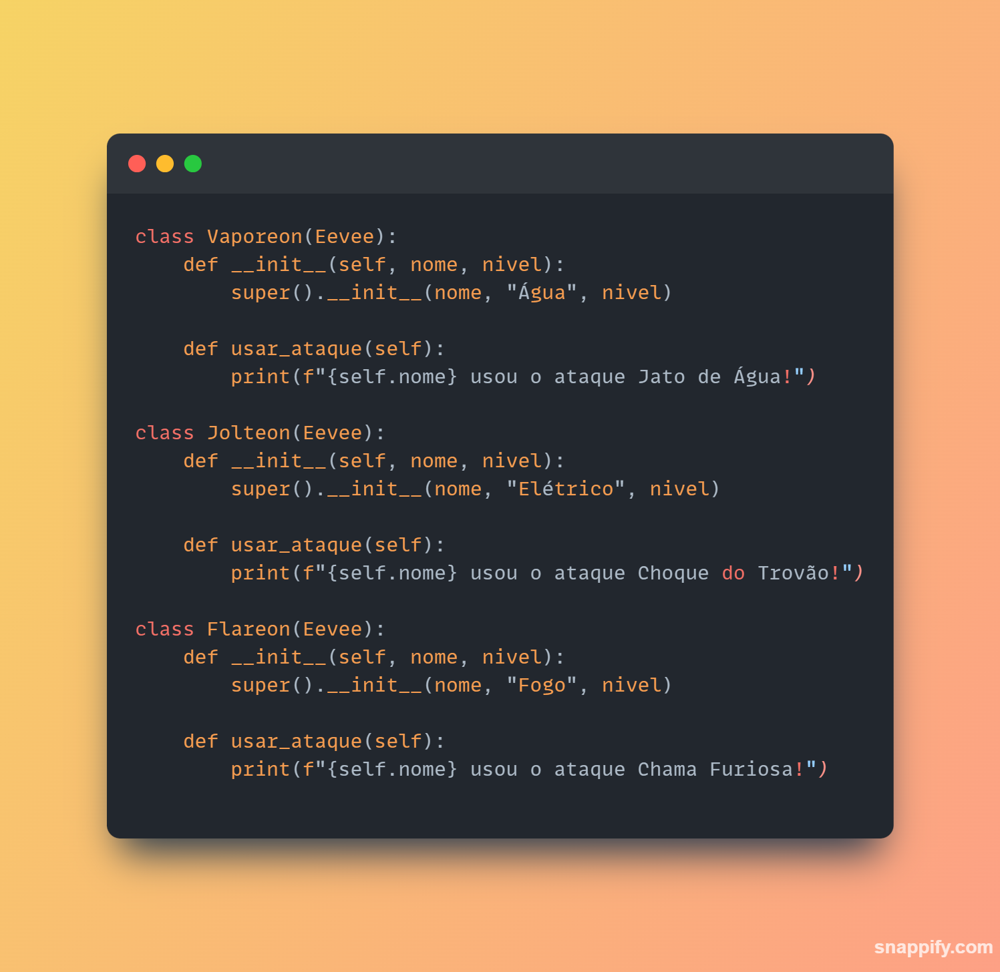 class Vaporeon(Eevee):
    def __init__(self, nome, nivel):
        super().__init__(nome, "Água", nivel)

    def usar_ataque(self):
        print(f"{self.nome} usou o ataque Jato de Água!")

class Jolteon(Eevee):
    def __init__(self, nome, nivel):
        super().__init__(nome, "Elétrico", nivel)

    def usar_ataque(self):
        print(f"{self.nome} usou o ataque Choque do Trovão!")

class Flareon(Eevee):
    def __init__(self, nome, nivel):
        super().__init__(nome, "Fogo", nivel)

    def usar_ataque(self):
        print(f"{self.nome} usou o ataque Chama Furiosa!")

snappify.com